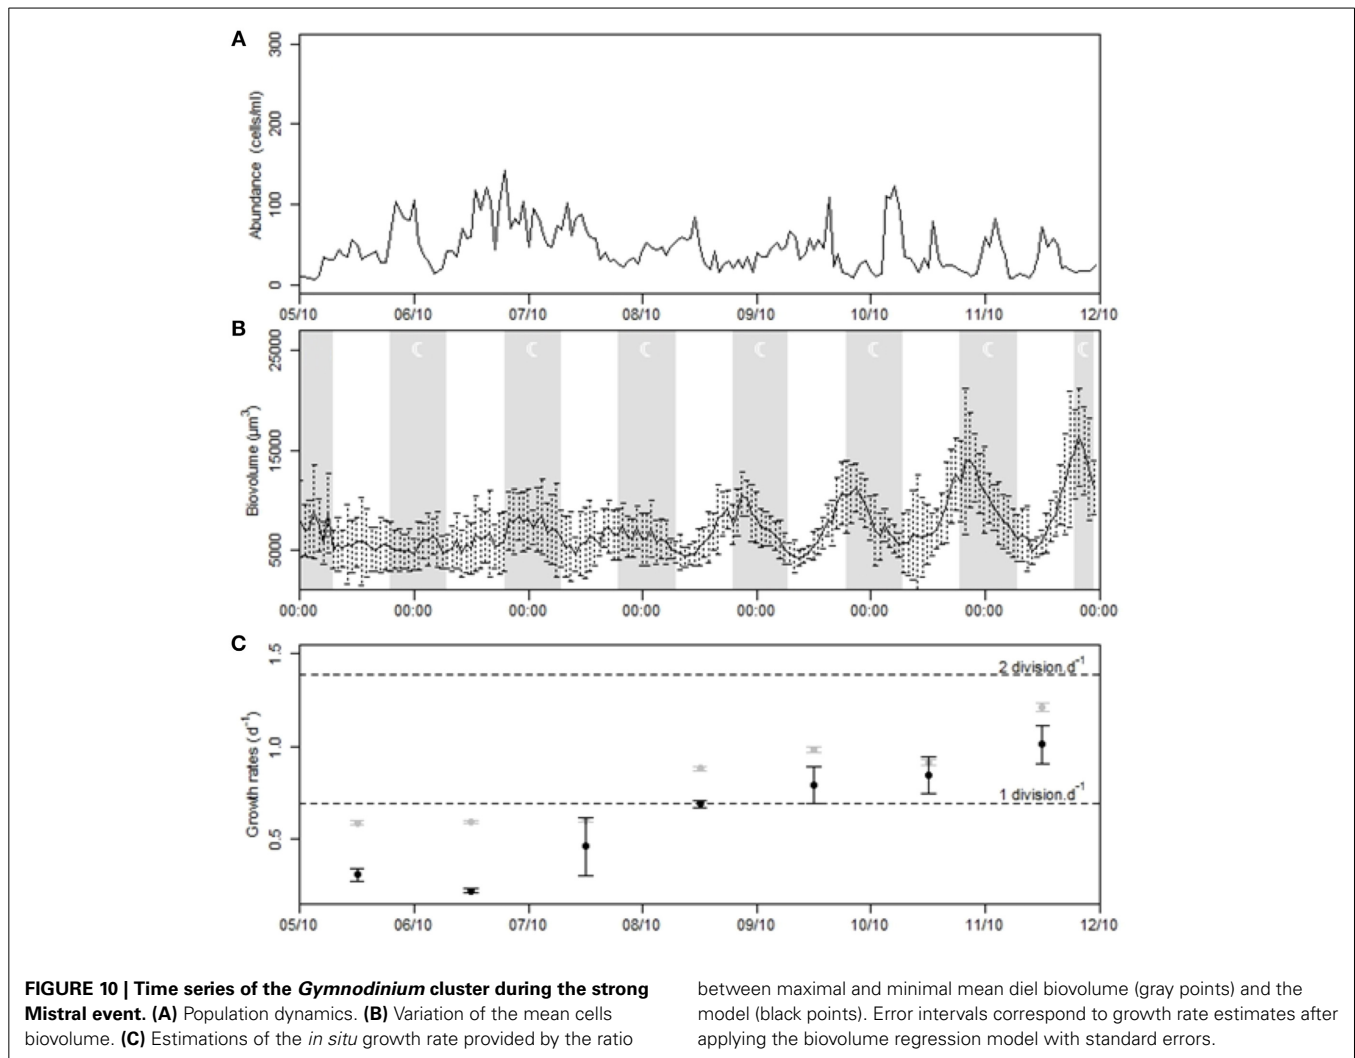 A
300
200
100
0
Abundance (cells/ml)
05/10 06/10 07/10 08/10 09/10 10/10 11/10 12/10
B
25000
15000
5000
Biovolume (µm³)
00:00 00:00 00:00 00:00 00:00 00:00 00:00 00:00
C
1.5
1.0
0.5
Growth rates (d⁻¹)
2 division.d⁻¹
1 division.d⁻¹
05/10 06/10 07/10 08/10 09/10 10/10 11/10 12/10
FIGURE 10 | Time series of the Gymnodinium cluster during the strong
Mistral event. (A) Population dynamics. (B) Variation of the mean cells
biovolume. (C) Estimations of the in situ growth rate provided by the ratio
between maximal and minimal mean diel biovolume (gray points) and the
model (black points). Error intervals correspond to growth rate estimates after
applying the biovolume regression model with standard errors.